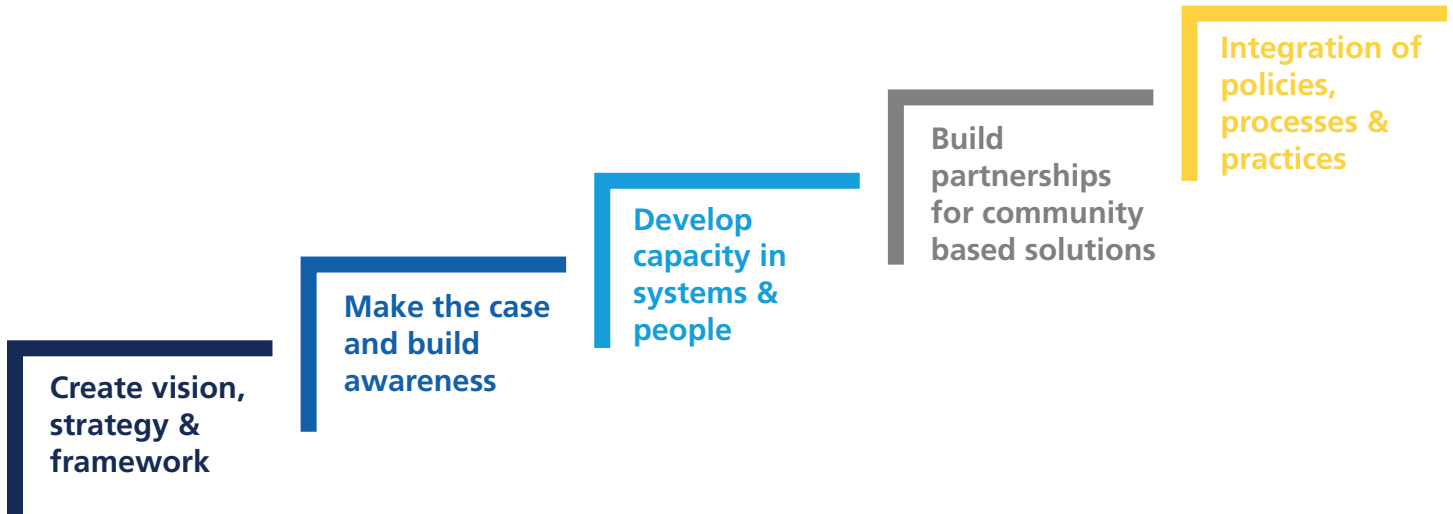 Create vision,
strategy &
framework
Make the case
and build
awareness
Develop
capacity in
systems &
people
Build
partnerships
for community
based solutions
Integration of
policies,
processes &
practices